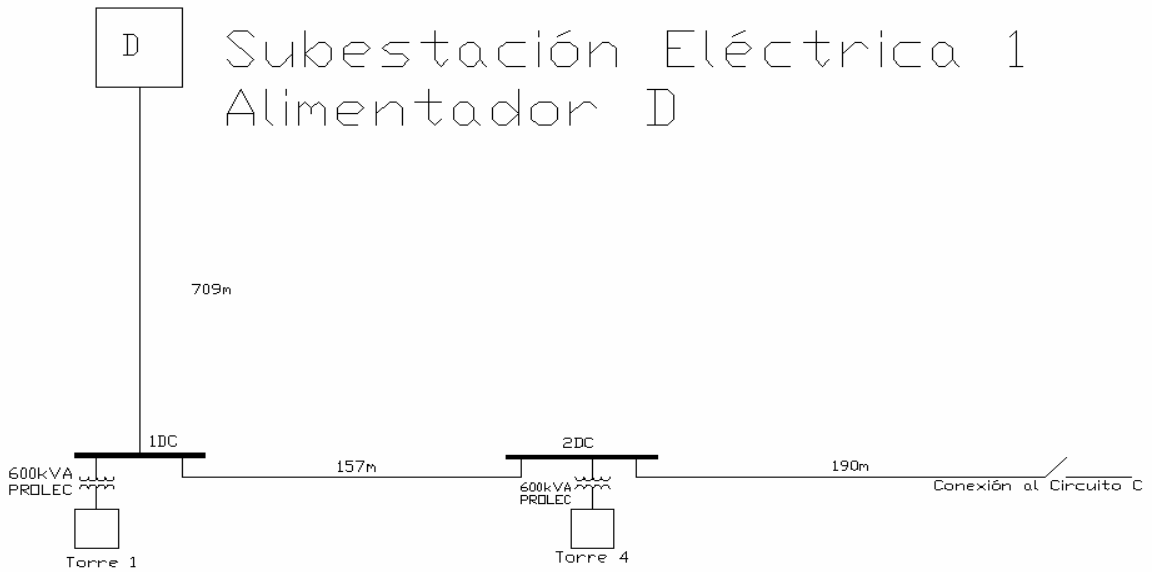 D
Subestación Eléctrica 1
Alimentador D
709m
1DC
2DC
600kVA
PROLEC
157m
600kVA
PROLEC
190m
Conexión al Circuito C
Torre 1
Torre 4